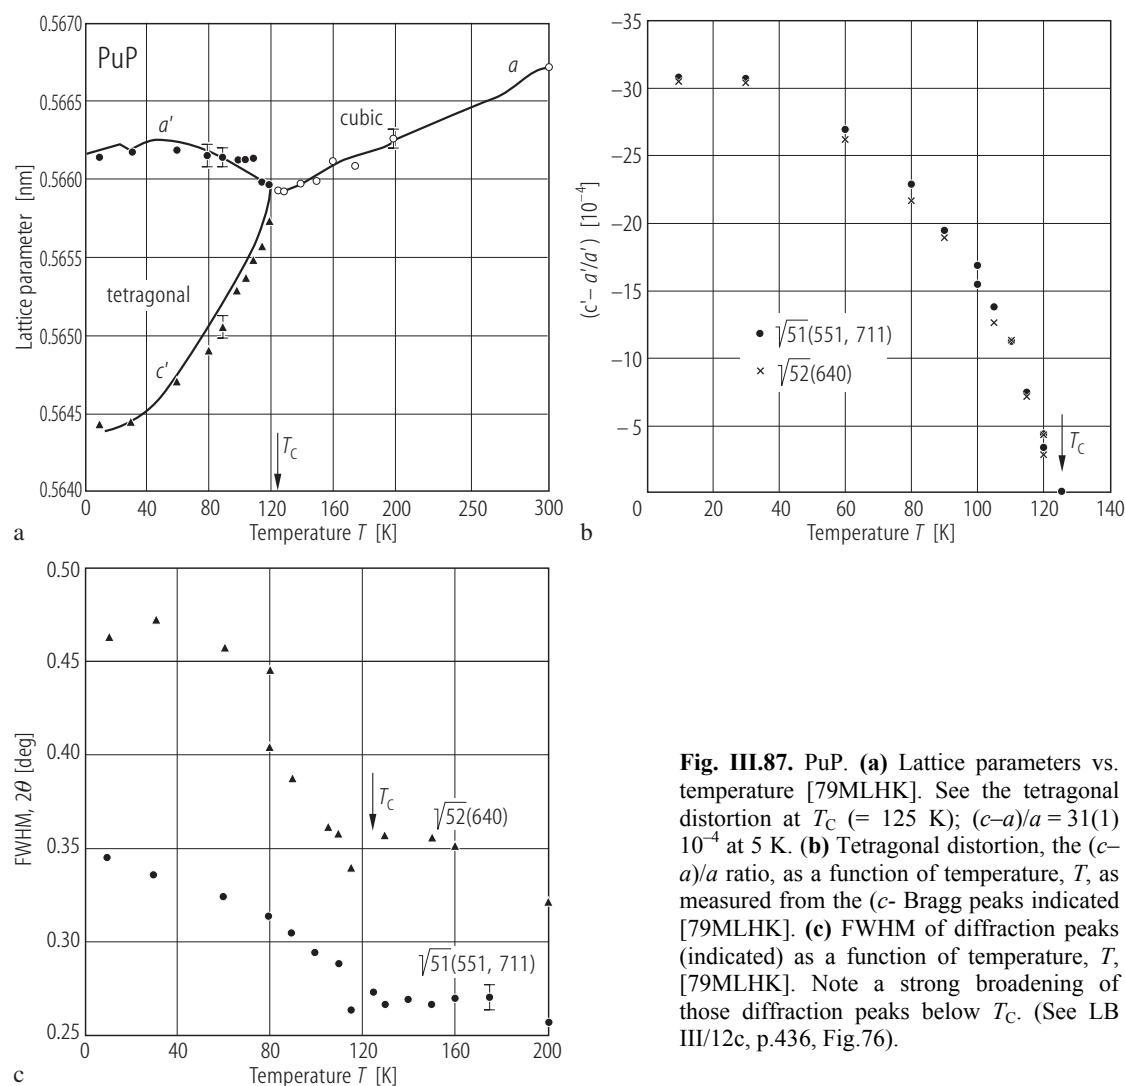 0.5670
0.5665
0.5660
0.5655
0.5650
0.5645
0.5640
Lattice parameter [nm]
PuP
a'
a
cubic
tetragonal
c'
TC
0 40 80 120 160 200 300
Temperature T [K]
a
−35
−30
−25
−20
−15
−10
−5
0 20 40 60 80 100 120 140
(c'– a'/a') [10–4]
√51(551, 711)
√52(640)
TC
Temperature T [K]
b
0.50
0.45
0.40
0.35
0.30
0.25
FWHM, 2θ [deg]
TC
√52(640)
√51(551, 711)
0 40 80 120 160 200
Temperature T [K]
c
Fig. III.87. PuP. (a) Lattice parameters vs.
temperature [79MLHK]. See the tetragonal
distortion at TC (= 125 K); (c–a)/a = 31(1)
10–4 at 5 K. (b) Tetragonal distortion, the (c–
a)/a ratio, as a function of temperature, T, as
measured from the (c- Bragg peaks indicated
[79MLHK]. (c) FWHM of diffraction peaks
(indicated) as a function of temperature, T,
[79MLHK]. Note a strong broadening of
those diffraction peaks below TC. (See LB
III/12c, p.436, Fig.76).